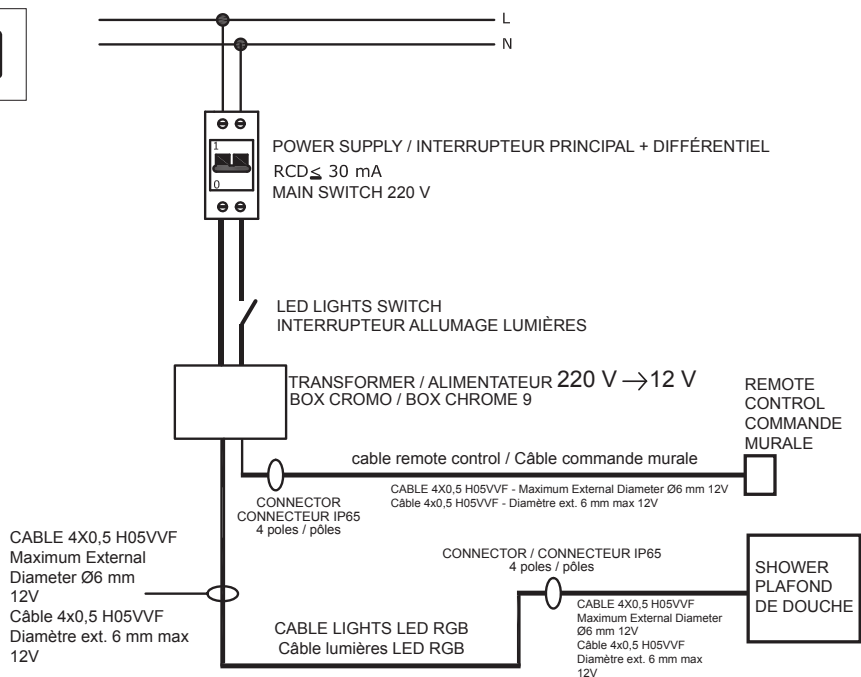 L
N
1
0
POWER SUPPLY / INTERRUPTEUR PRINCIPAL + DIFFÉRENTIEL
RCD≤ 30 mA
MAIN SWITCH 220 V
LED LIGHTS SWITCH
INTERRUPTEUR ALLUMAGE LUMIÈRES
TRANSFORMER / ALIMENTATEUR 220 V →12 V
BOX CROMO / BOX CHROME 9
REMOTE
CONTROL
COMMANDE
MURALE
cable remote control / Câble commande murale
CABLE 4X0,5 H05VVF - Maximum External Diameter Ø6 mm 12V
Câble 4x0,5 H05VVF - Diamètre ext. 6 mm max 12V
CONNECTOR
CONNECTEUR IP65
4 poles / pôles
CABLE 4X0,5 H05VVF
Maximum External
Diameter Ø6 mm
12V
Câble 4x0,5 H05VVF
Diamètre ext. 6 mm max
12V
CONNECTOR / CONNECTEUR IP65
4 poles / pôles
SHOWER
PLAFOND
DE DOUCHE
CABLE 4X0,5 H05VVF
Maximum External Diameter
Ø6 mm 12V
Câble 4x0,5 H05VVF
Diamètre ext. 6 mm max
12V
CABLE LIGHTS LED RGB
Câble lumières LED RGB